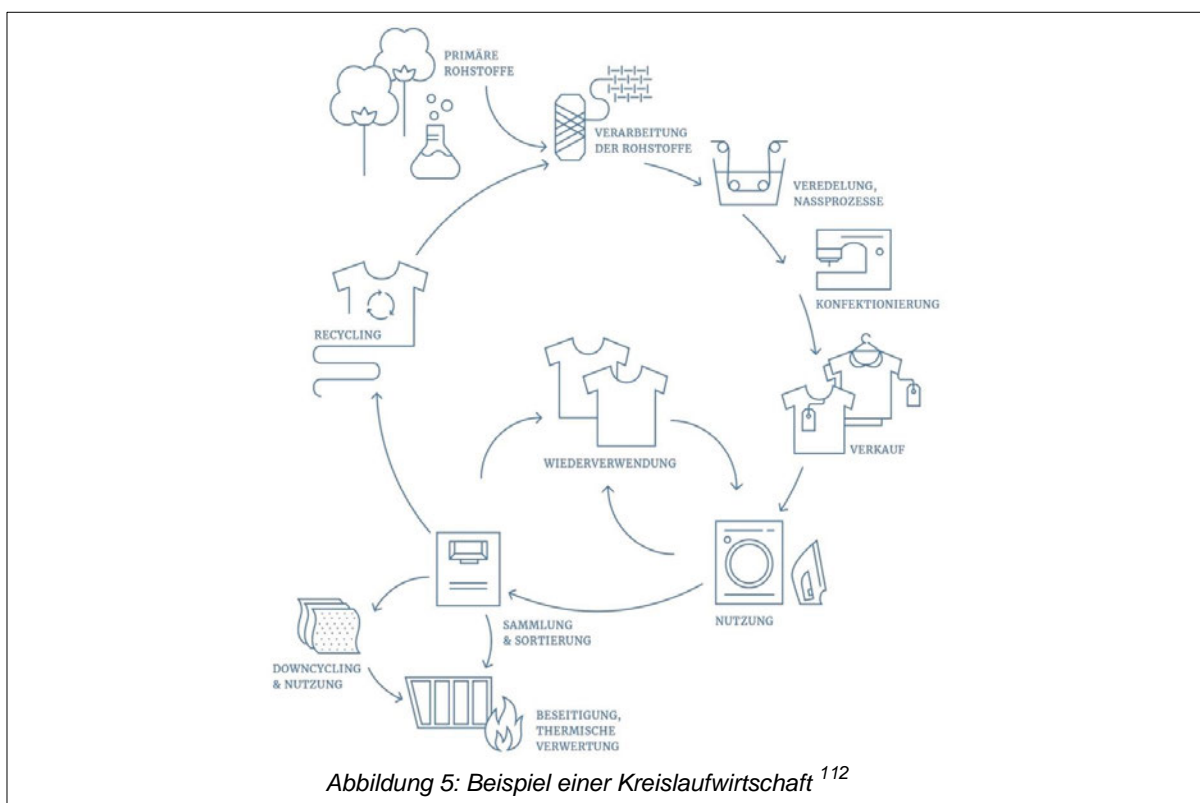 PRIMÄRE
ROHSTOFFE
VERARBEITUNG
DER ROHSTOFFE
VEREDELUNG,
NASSPROZESSE
KONFEKTIONIERUNG
RECYCLING
VERKAUF
WIEDERVERWENDUNG
NUTZUNG
SAMMLUNG
& SORTIERUNG
DOWNCYCLING
& NUTZUNG
BESEITIGUNG,
THERMISCHE
VERWERTUNG
Abbildung 5: Beispiel einer Kreislaufwirtschaft 112